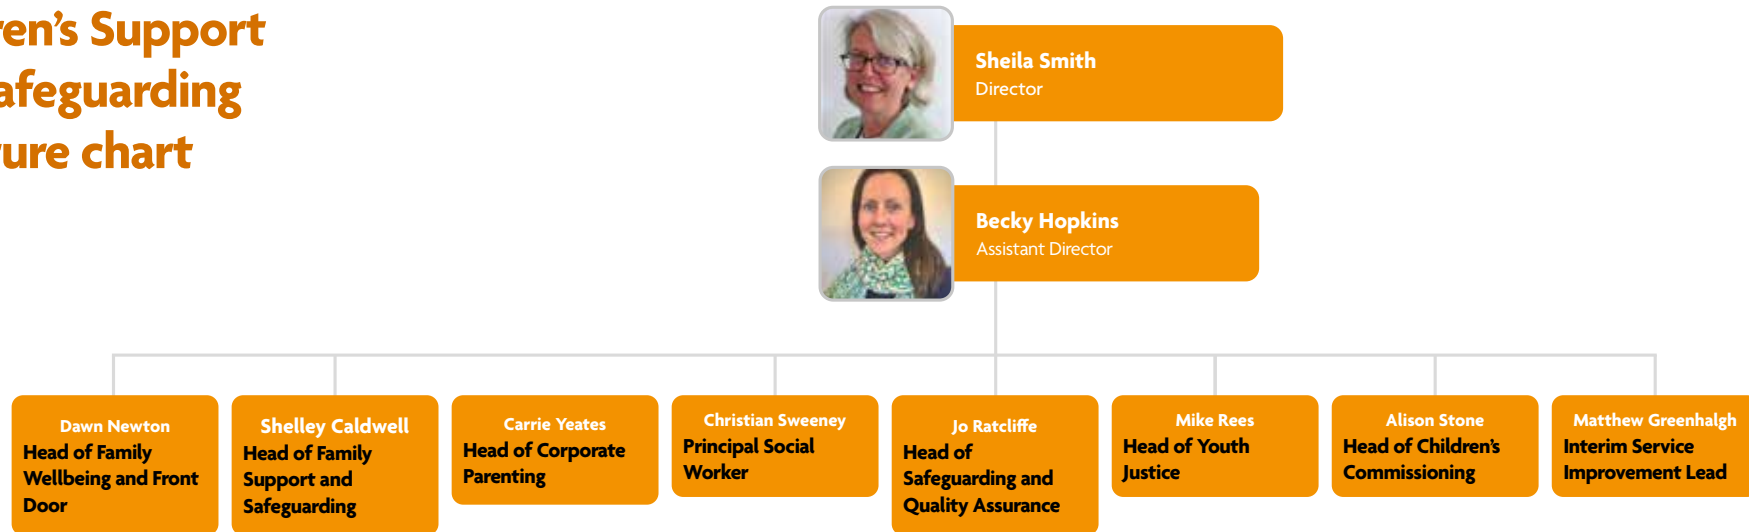 ren's Support
afeguarding
ure chart
Sheila Smith
Director
Becky Hopkins
Assistant Director
Dawn Newton
Head of Family
Wellbeing and Front
Door
Shelley Caldwell
Head of Family
Support and
Safeguarding
Carrie Yeates
Head of Corporate
Parenting
Christian Sweeney
Principal Social
Worker
Jo Ratcliffe
Head of
Safeguarding and
Quality Assurance
Mike Rees
Head of Youth
Justice
Alison Stone
Head of Children's
Commissioning
Matthew Greenhalgh
Interim Service
Improvement Lead